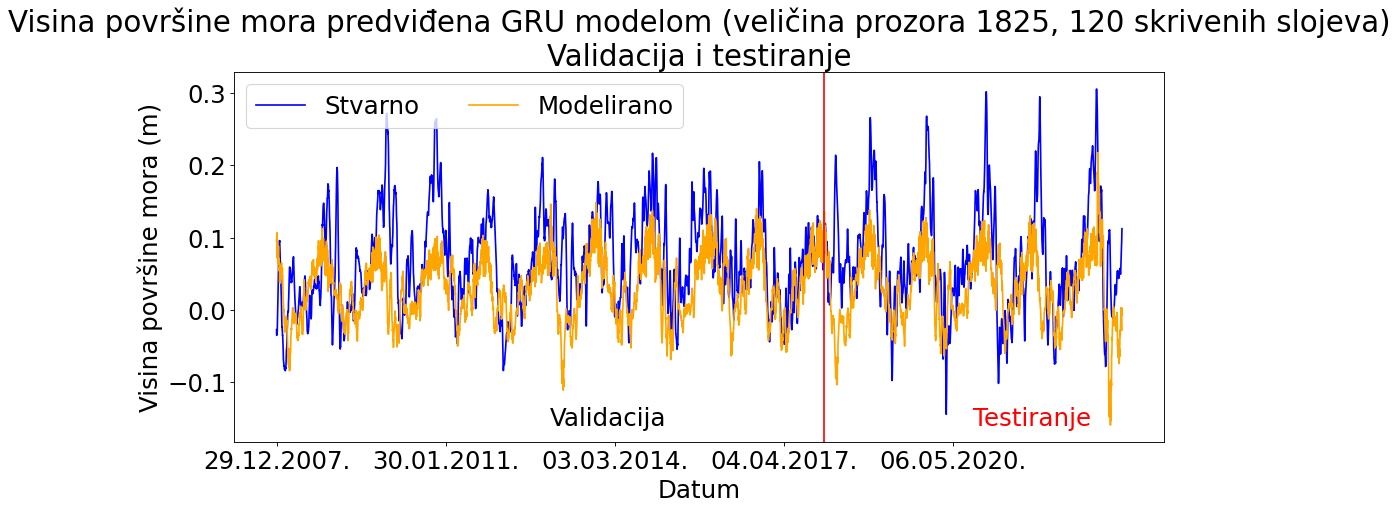 Visina površine mora predviđena GRU modelom (veličina prozora 1825, 120 skrivenih slojeva)
Validacija i testiranje
Stvarno Modelirano
Visina površine mora (m)
0.3
0.2
0.1
0.0
−0.1
Validacija Testiranje
29.12.2007. 30.01.2011. 03.03.2014. 04.04.2017. 06.05.2020.
Datum